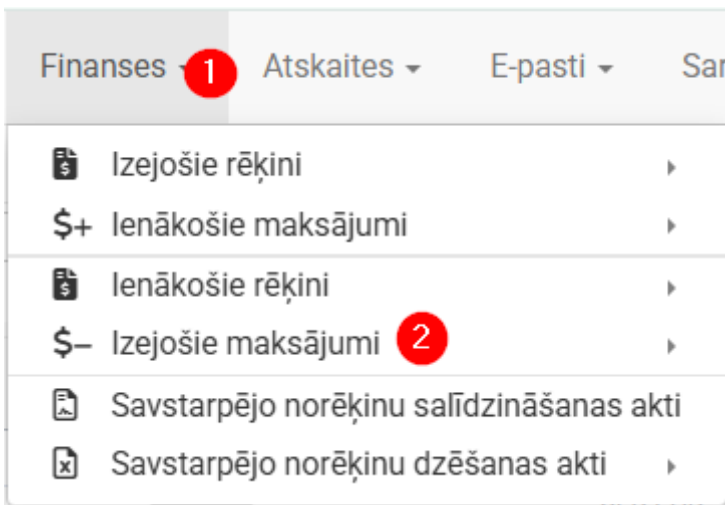 Finanses 1 Atskaites E-pasti
Izejošie rēķini
$+ Ienākošie maksājumi
$ Ienākošie rēķini
$– Izejošie maksājumi 2
Savstarpējo norēķinu salīdzināšanas akti
Savstarpējo norēķinu dzēšanas akti